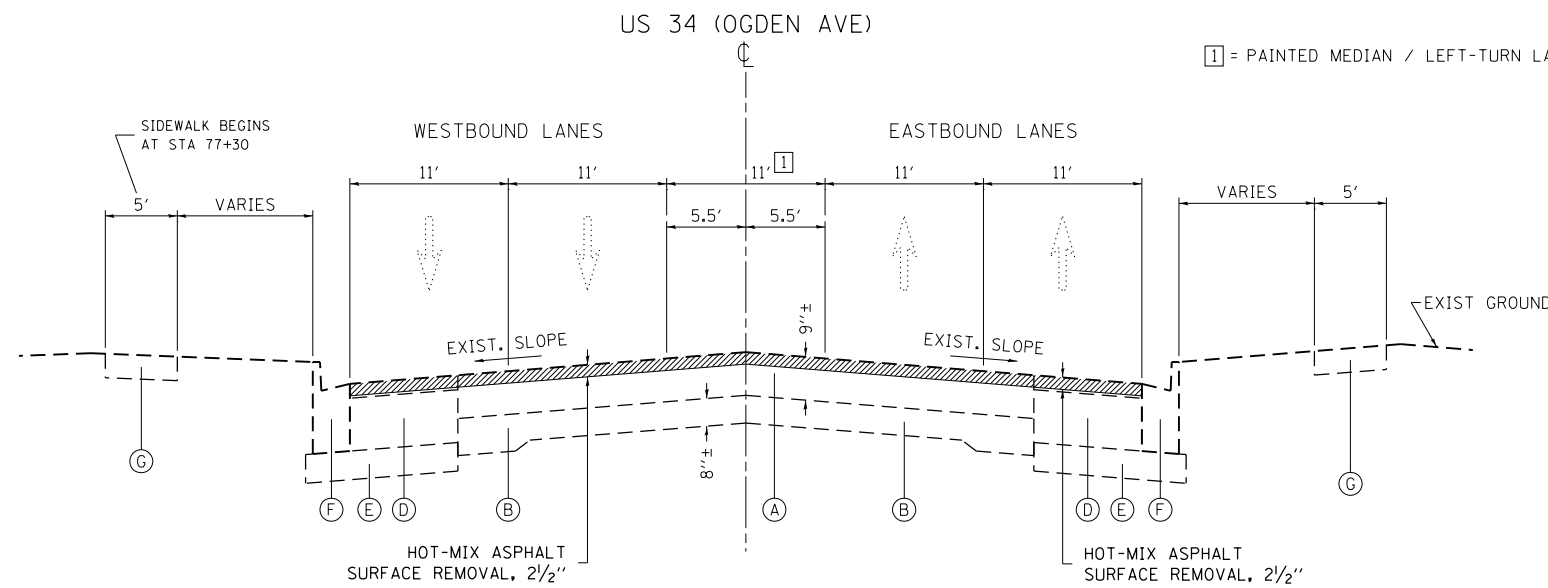 US 34 (OGDEN AVE)
℄
1 = PAINTED MEDIAN / LEFT-TURN
SIDEWALK BEGINS
AT STA 77+30
WESTBOUND LANES
EASTBOUND LANES
11' 11' 11' 1 11' 11'
5' VARIES
VARIES 5'
5.5' 5.5'
EXIST. SLOPE
9"±
EXIST. SLOPE
EXIST GROUND
8"±
G
G
F E D B A B D E F
HOT-MIX ASPHALT
SURFACE REMOVAL, 2½"
HOT-MIX ASPHALT
SURFACE REMOVAL, 2½"